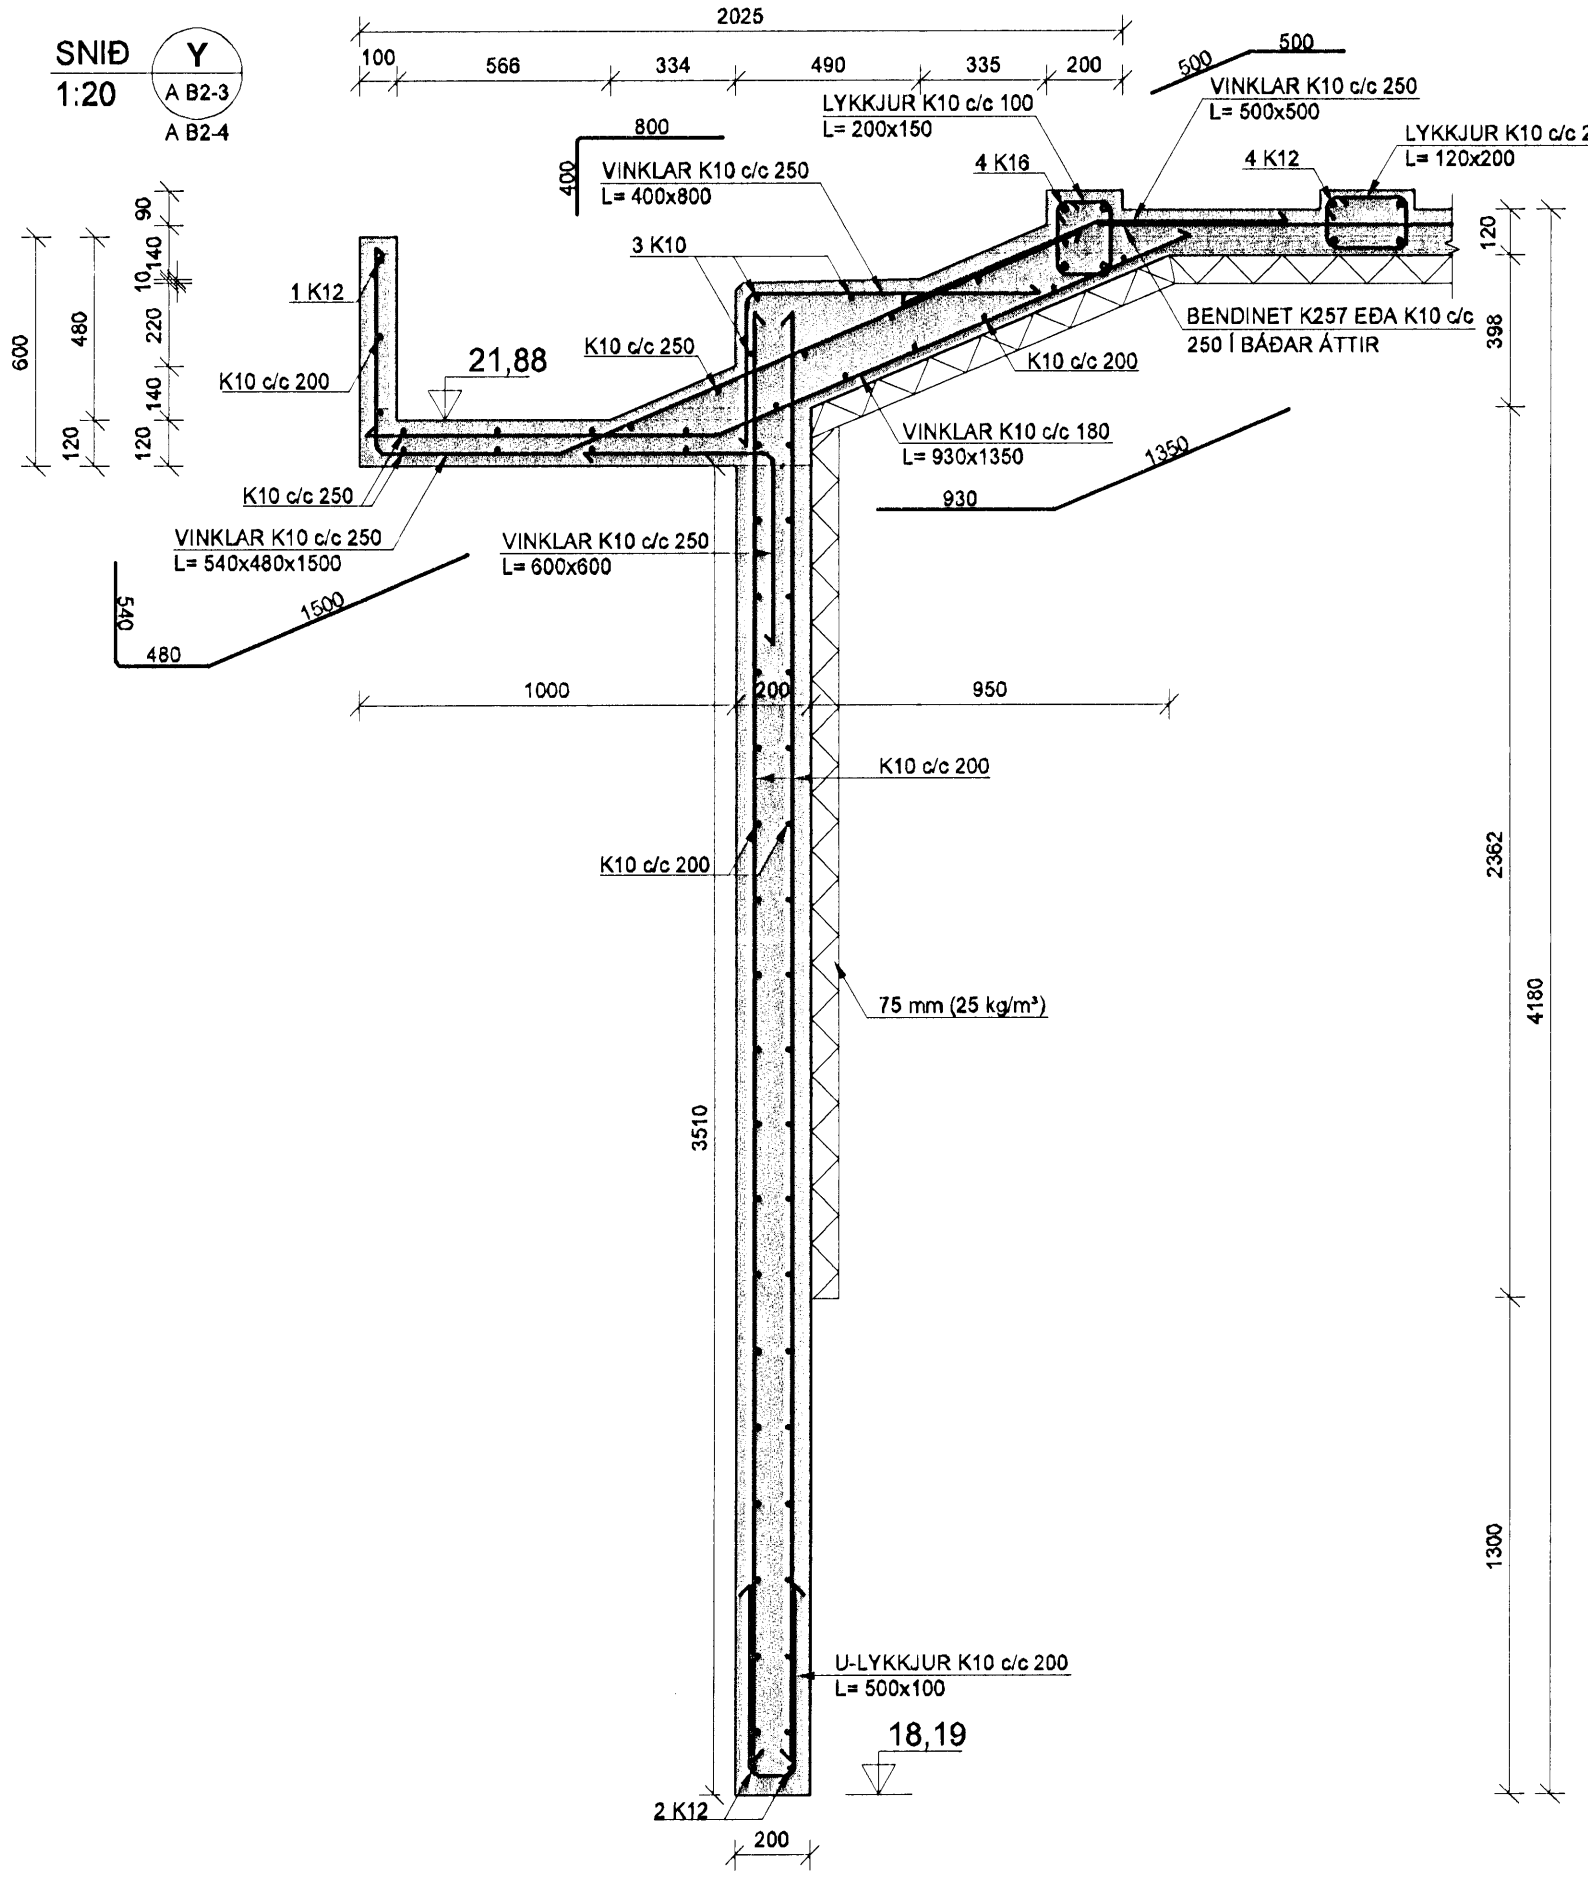 SNIÐ
1:20
Y
A B2-3
A B2-4
2025
100
566
334
490
335
200
500
500
VINKLAR K10 c/c 250
L= 500x500
LYKKJUR K10 c/c 100
L= 200x150
LYKKJUR K10 c/c 2
L= 120x200
800
400
VINKLAR K10 c/c 250
L= 400x800
4 K16
4 K12
90
140
10
220
140
120
480
120
600
3 K10
1 K12
120
398
BENDINET K257 EÐA K10 c/c
250 Í BÁÐAR ÁTTIR
K10 c/c 250
21,88
K10 c/c 200
K10 c/c 200
VINKLAR K10 c/c 180
L= 930x1350
1350
930
K10 c/c 250
VINKLAR K10 c/c 250
L= 540x480x1500
VINKLAR K10 c/c 250
L= 600x600
540
1500
480
1000
200
950
K10 c/c 200
K10 c/c 200
2362
4180
75 mm (25 kg/m³)
3510
1300
U-LYKKJUR K10 c/c 200
L= 500x100
18,19
2 K12
200